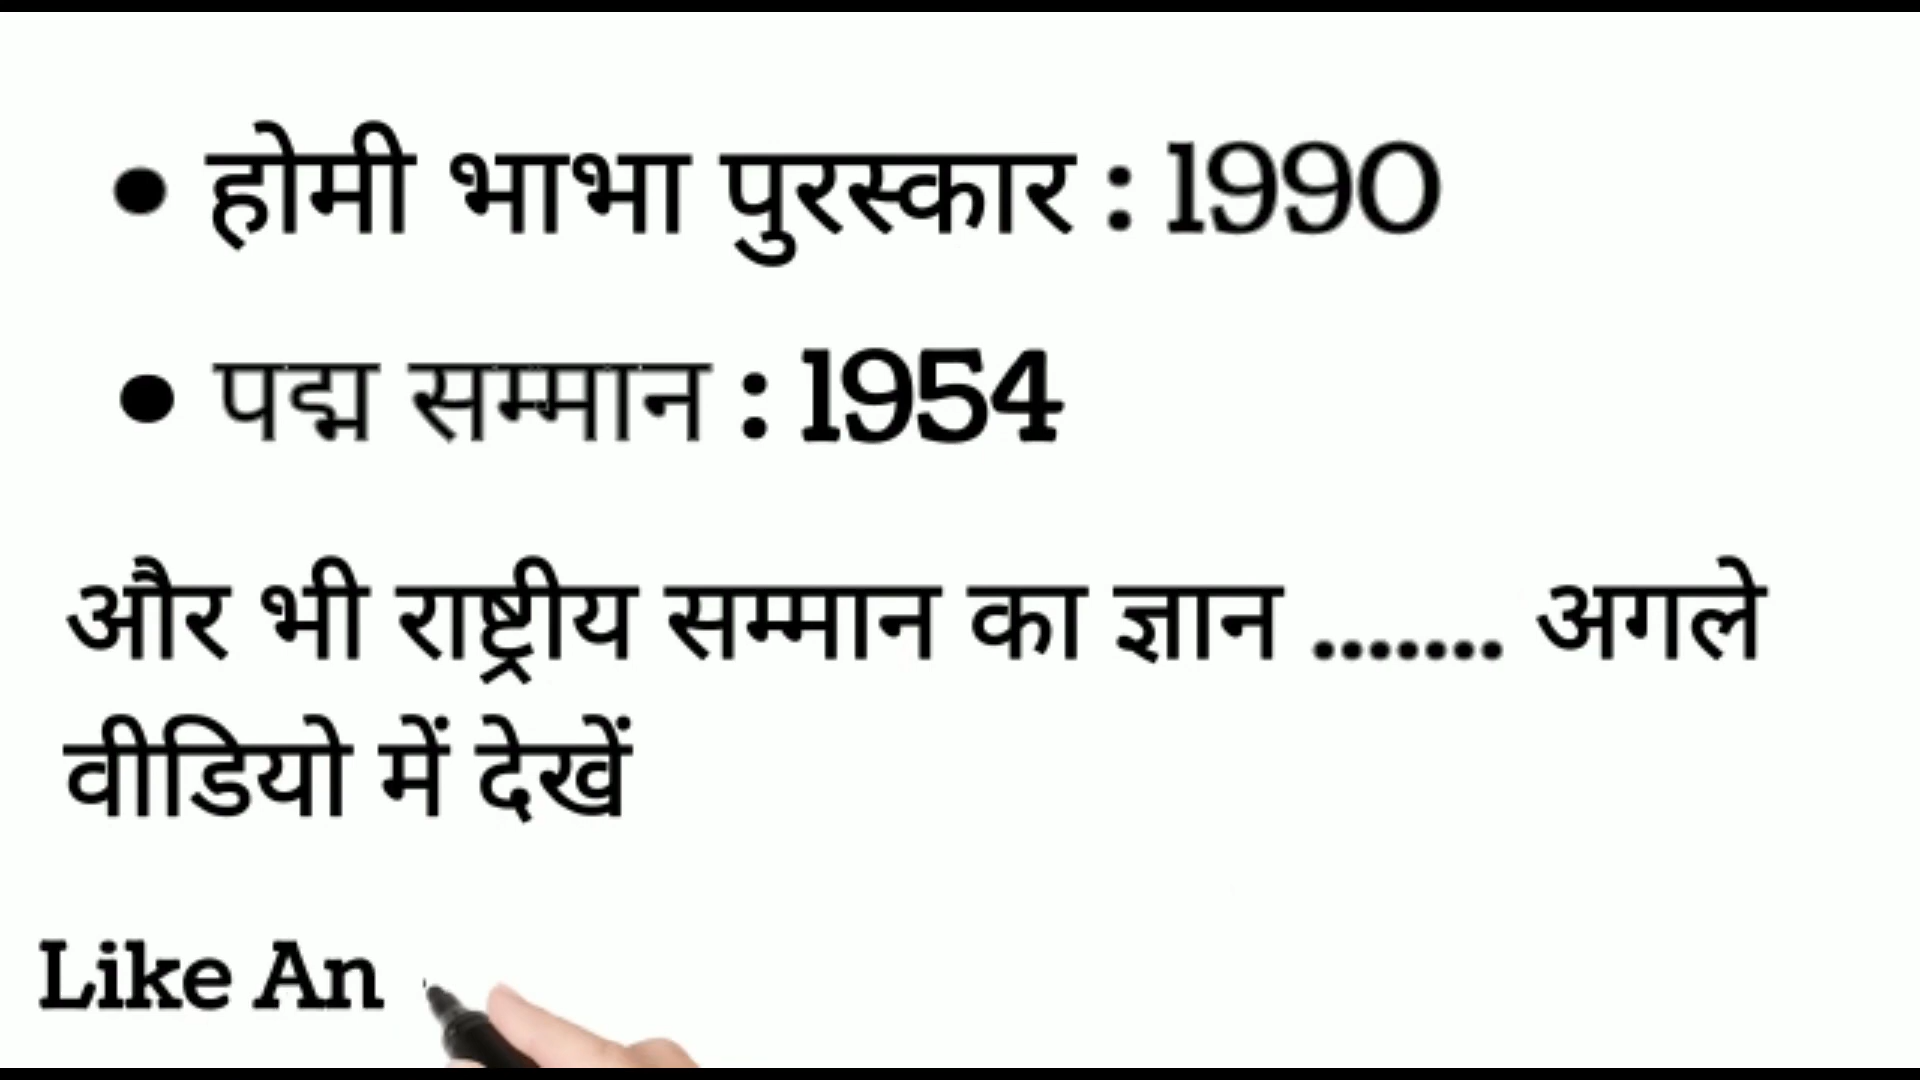 • होमी भाभा पुरस्कार : 1990
• पद्म सम्मान : 1954
और भी राष्ट्रीय सम्मान का ज्ञान ....... अगले
वीडियो में देखें
Like An